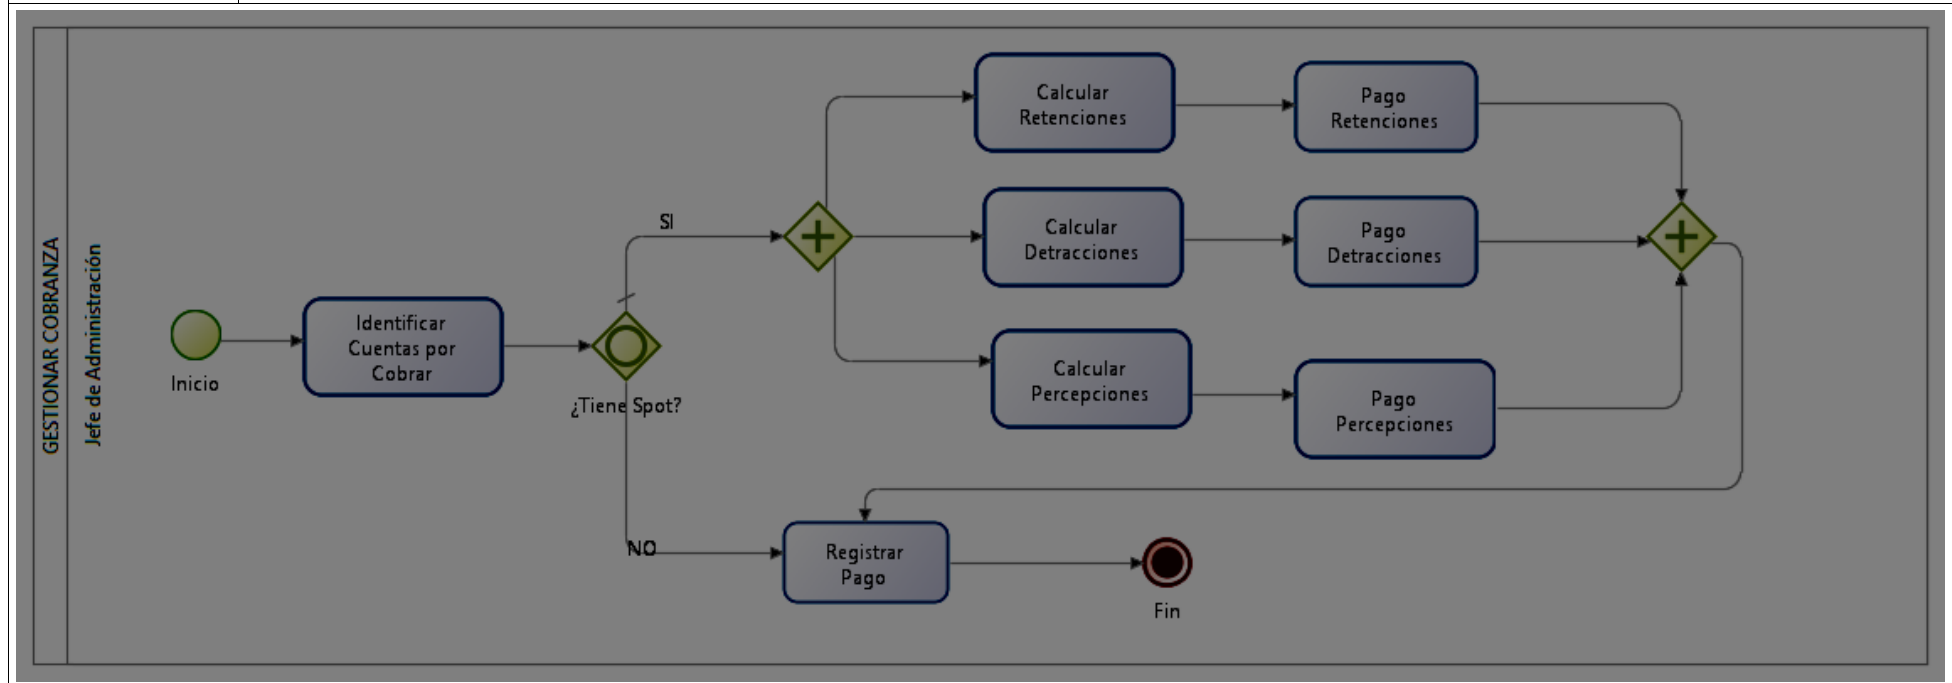 GESTIONAR COBRANZA
Jefe de Administración
Inicio
Identificar
Cuentas por
Cobrar
¿Tiene Spot?
SI
NO
Calcular
Retenciones
Pago
Retenciones
Calcular
Detracciones
Pago
Detracciones
Calcular
Percepciones
Pago
Percepciones
Registrar
Pago
Fin